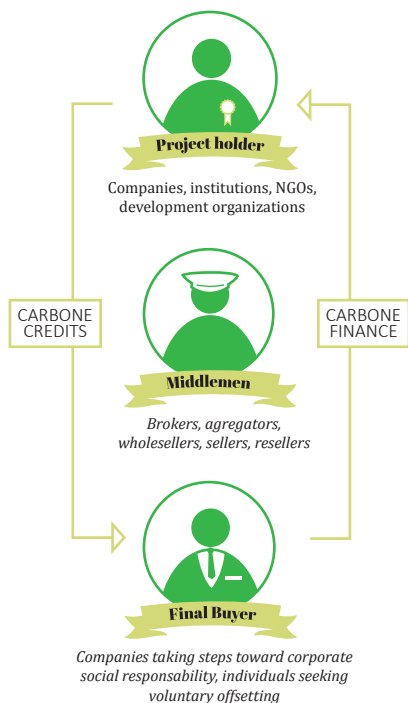 Project holder
Companies, institutions, NGOs,
development organizations
CARBONE
CREDITS
CARBONE
FINANCE
Middlemen
Brokers, agregators,
wholesellers, sellers, resellers
Final Buyer
Companies taking steps toward corporate
social responsability, individuals seeking
voluntary offsetting